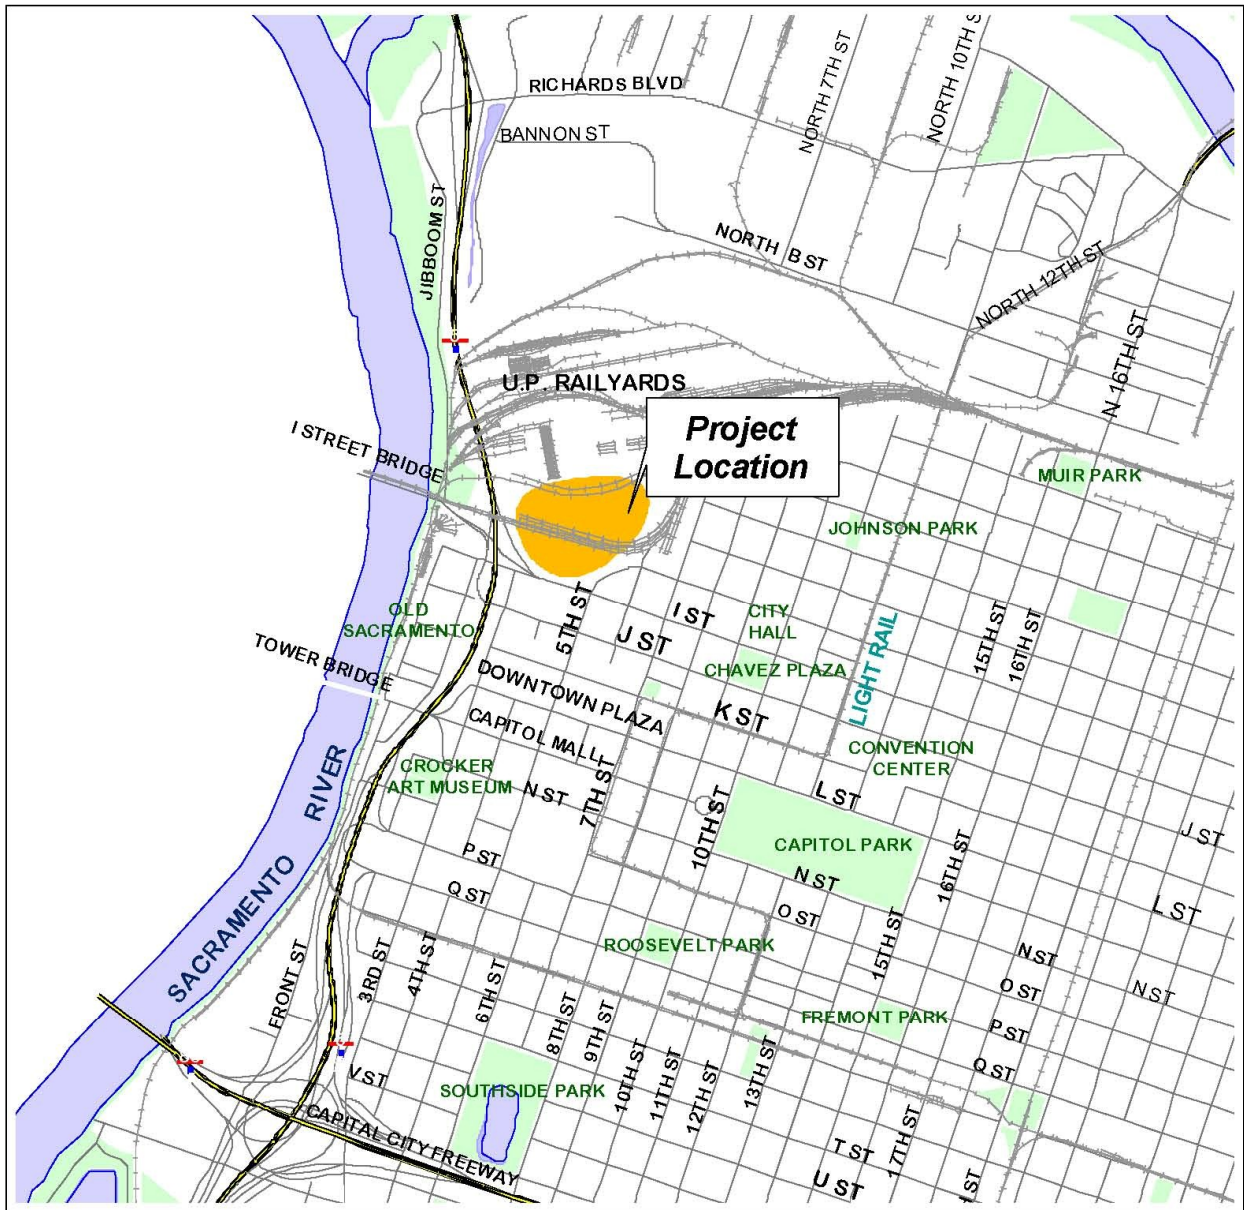 RICHARDS BLVD
NORTH 7TH ST
NORTH 10TH S
BANNON ST
JIBBOOM ST
NORTH B ST
NORTH 12TH ST
N 16TH ST
U.P. RAILYARDS
Project
Location
I STREET BRIDGE
MUIR PARK
JOHNSON PARK
OLD
SACRAMENTO
5TH ST
I ST
J ST
CITY
HALL
CHAVEZ PLAZA
LIGHT RAIL
15TH ST
16TH ST
TOWER BRIDGE
DOWNTOWN PLAZA
K ST
CAPITOL MALL
CONVENTION
CENTER
CROCKER
ART MUSEUM
N ST
7TH ST
10TH ST
L ST
CAPITOL PARK
16TH ST
J ST
SACRAMENTO RIVER
P ST
Q ST
N ST
O ST
15TH ST
L ST
ROOSEVELT PARK
N ST
O ST
N ST
FRONT ST
3RD ST
4TH ST
6TH ST
8TH ST
9TH ST
FREMONT PARK
P ST
Q ST
V ST
SOUTHSIDE PARK
10TH ST
11TH ST
12TH ST
13TH ST
CAPITAL CITY FREEWAY
T ST
17TH ST
U ST